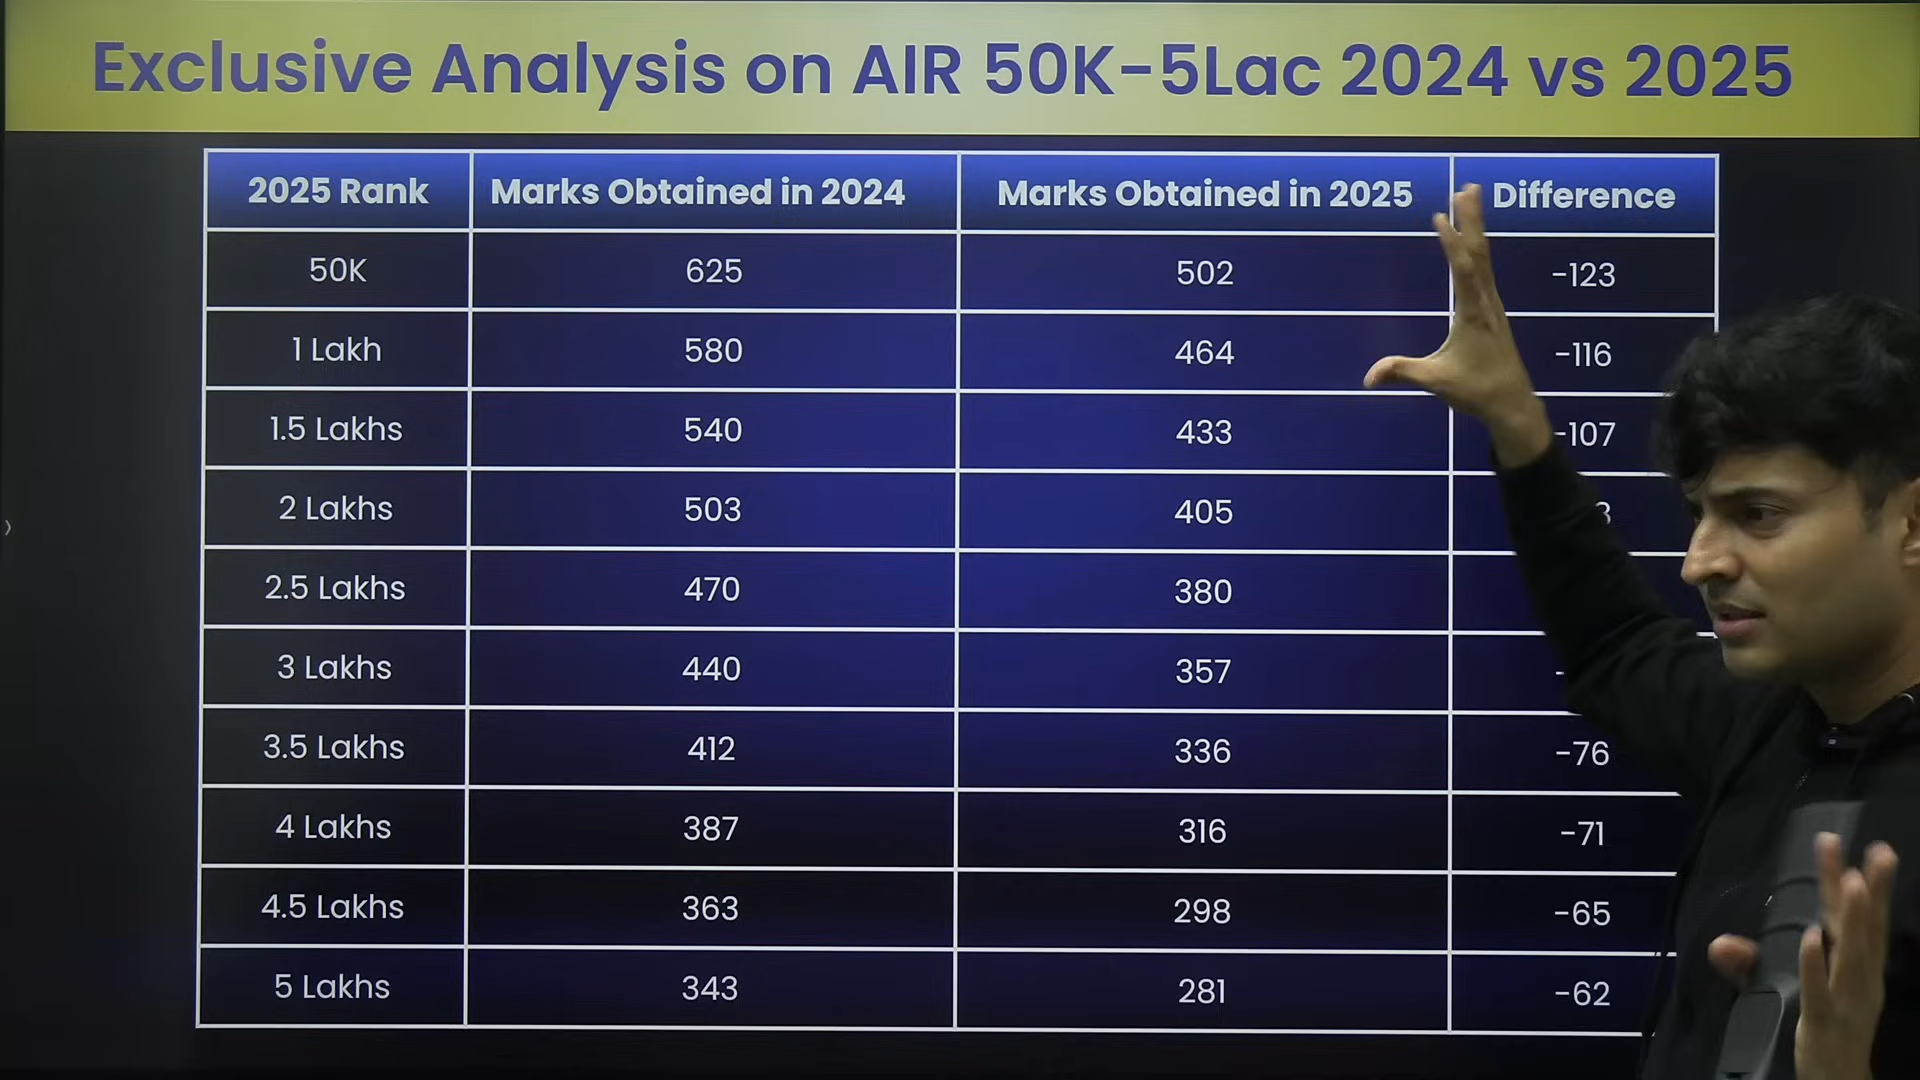 Exclusive Analysis on AIR 50K-5Lac 2024 vs 2025
2025 Rank Marks Obtained in 2024 Marks Obtained in 2025 Difference
50K 625 502 -123
1 Lakh 580 464 -116
1.5 Lakhs 540 433 -107
2 Lakhs 503 405
2.5 Lakhs 470 380
3 Lakhs 440 357
3.5 Lakhs 412 336 -76
4 Lakhs 387 316 -71
4.5 Lakhs 363 298 -65
5 Lakhs 343 281 -62